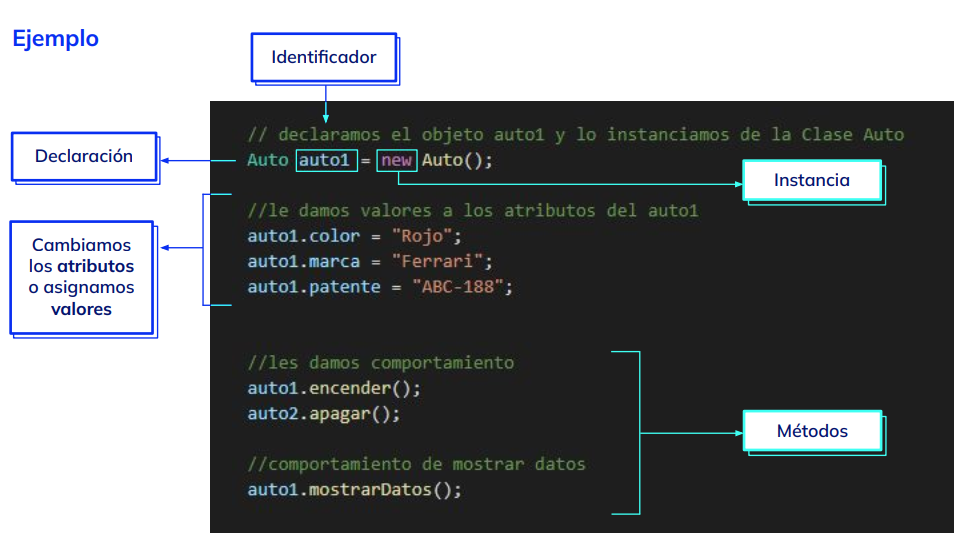 Ejemplo
Identificador
// declaramos el objeto auto1 y lo instanciamos de la Clase Auto
Declaración
Auto auto1 = new Auto();
Instancia
//le damos valores a los atributos del auto1
auto1.color = "Rojo";
auto1.marca = "Ferrari";
auto1.patente = "ABC-188";
Cambiamos
los atributos
o asignamos
valores
//les damos comportamiento
auto1.encender();
auto2.apagar();
Métodos
//comportamiento de mostrar datos
auto1.mostrarDatos();